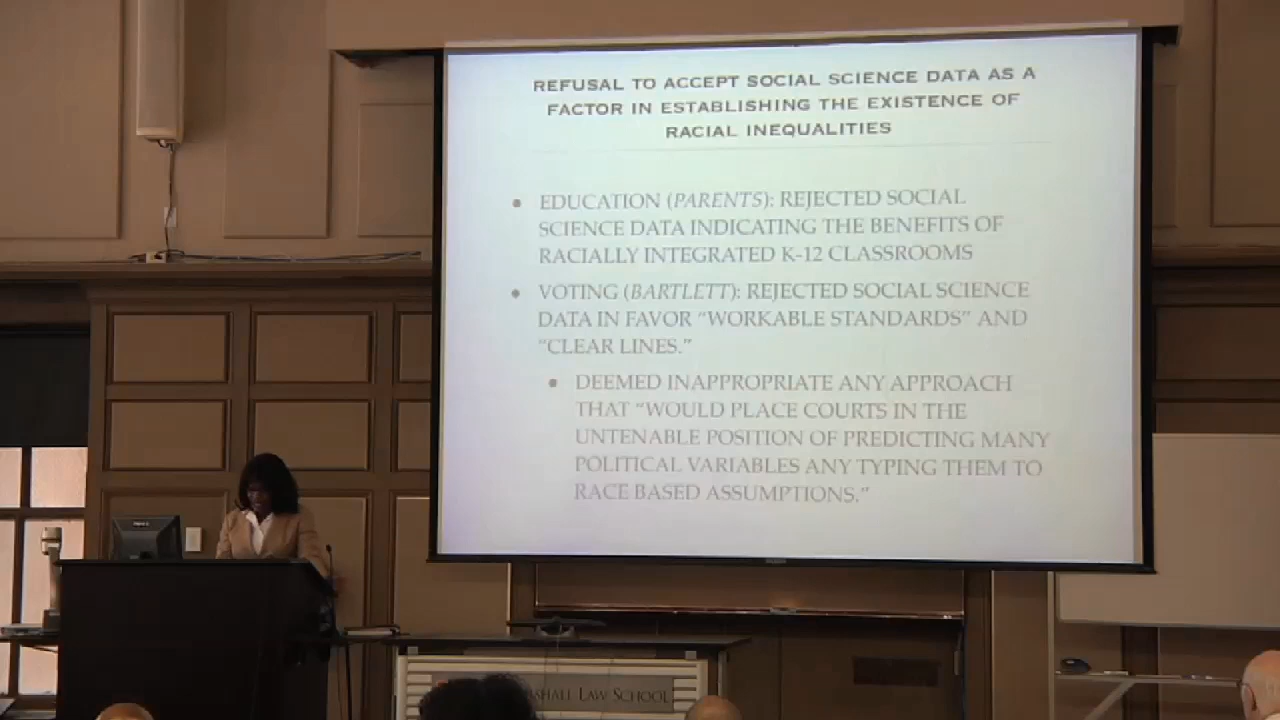 REFUSAL TO ACCEPT SOCIAL SCIENCE DATA AS A
FACTOR IN ESTABLISHING THE EXISTENCE OF
RACIAL INEQUALITIES
• EDUCATION (PARENTS): REJECTED SOCIAL
SCIENCE DATA INDICATING THE BENEFITS OF
RACIALLY INTEGRATED K-12 CLASSROOMS
• VOTING (BARTLETT): REJECTED SOCIAL SCIENCE
DATA IN FAVOR “WORKABLE STANDARDS” AND
“CLEAR LINES.”
• DEEMED INAPPROPRIATE ANY APPROACH
THAT “WOULD PLACE COURTS IN THE
UNTENABLE POSITION OF PREDICTING MANY
POLITICAL VARIABLES ANY TYPING THEM TO
RACE BASED ASSUMPTIONS.”
SHALL LAW SCHOOL